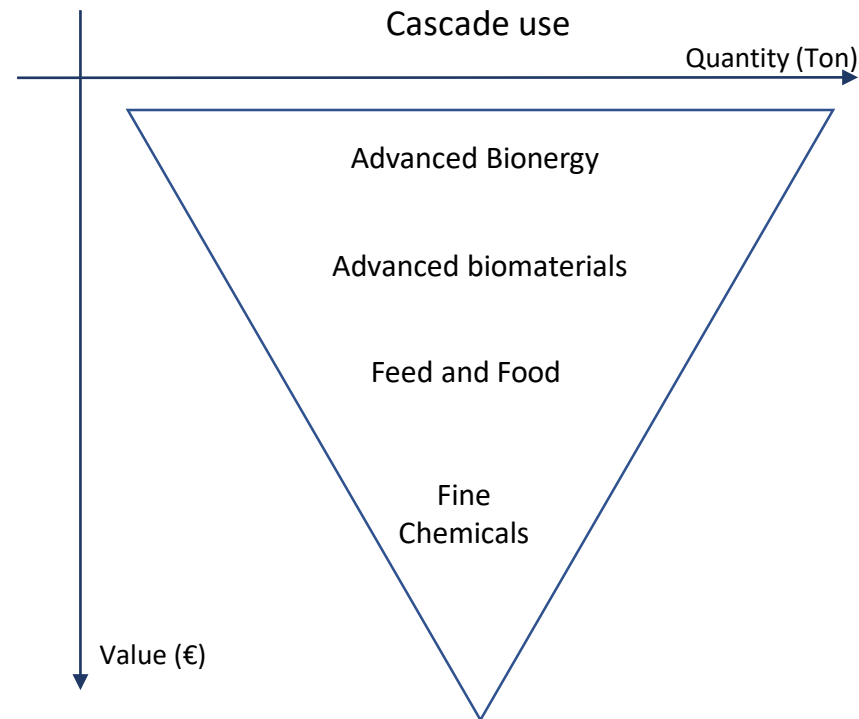 Cascade use
Quantity (Ton)
Advanced Bionergy
Advanced biomaterials
Feed and Food
Fine
Chemicals
Value (€)